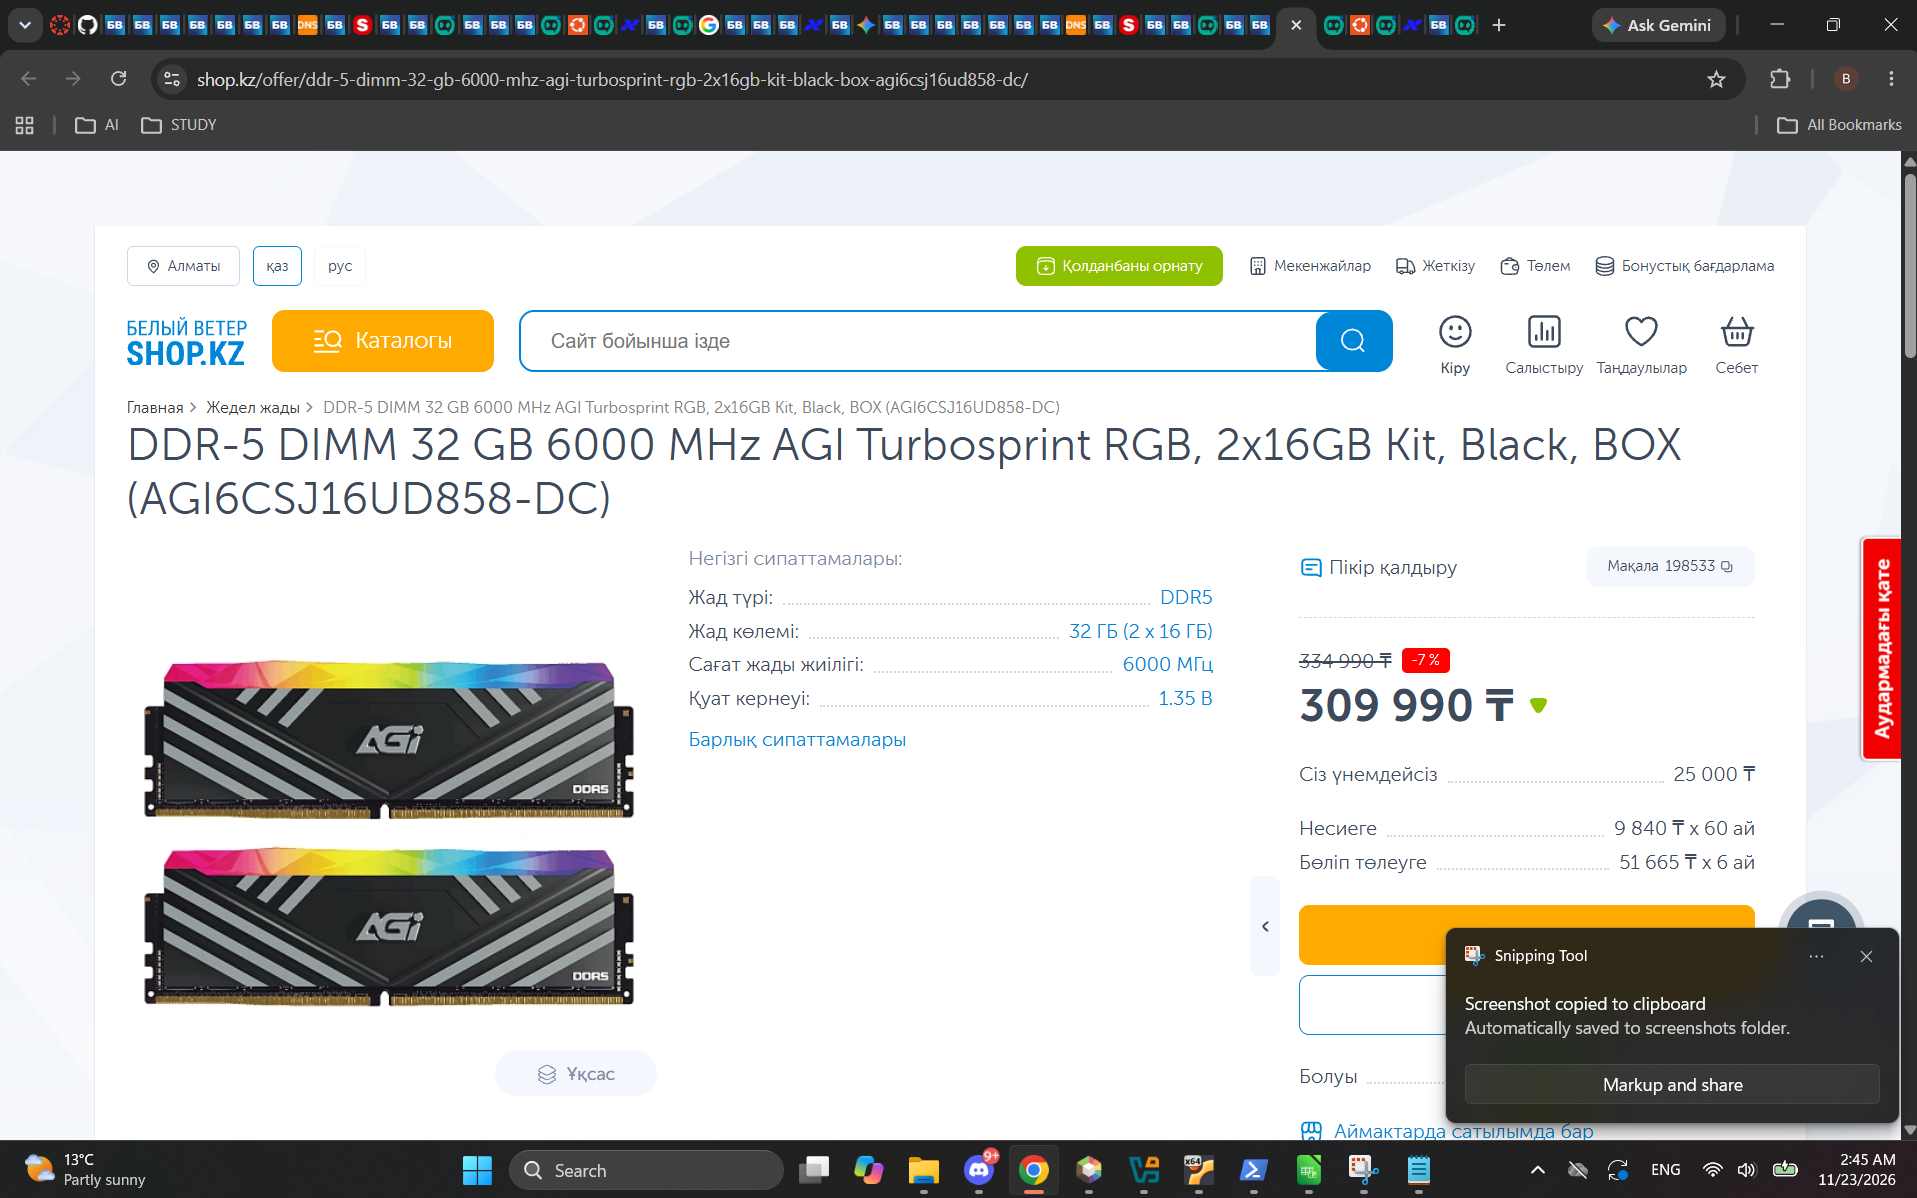 Ask Gemini
shop.kz/offer/ddr-5-dimm-32-gb-6000-mhz-agi-turbosprint-rgb-2x16gb-kit-black-box-agi6csj16ud858-dc/
B
AI
STUDY
All Bookmarks
Алматы
қаз
рус
Қолданбаны орнату
Мекенжайлар
Жеткізу
Төлем
Бонустық бағдарлама
БЕЛЫЙ ВЕТЕР
SHOP.KZ
Каталогы
Сайт бойынша ізде
Кіру
Салыстыру
Таңдаулылар
Себет
Главная > Жедел жады > DDR-5 DIMM 32 GB 6000 MHz AGI Turbosprint RGB, 2x16GB Kit, Black, BOX (AGI6CSJ16UD858-DC)
DDR-5 DIMM 32 GB 6000 MHz AGI Turbosprint RGB, 2x16GB Kit, Black, BOX
(AGI6CSJ16UD858-DC)
AGi
DDR5
AGi
DDR5
Ұқсас
Негізгі сипаттамалары:
Жад түрі: DDR5
Жад көлемі: 32 ГБ (2 x 16 ГБ)
Сағат жады жиілігі: 6000 МГц
Қуат кернеуі: 1.35 В
Барлық сипаттамалары
Пікір қалдыру
Мақала 198533
334 990 ₸ -7 %
309 990 ₸
Сіз үнемдейсіз 25 000 ₸
Несиеге 9 840 ₸ x 60 ай
Бөліп төлеуге 51 665 ₸ x 6 ай
Болуы
Аймақтарда сатылымда бар
Аудармадағы қате
Snipping Tool
Screenshot copied to clipboard
Automatically saved to screenshots folder.
Markup and share
13°C
Partly sunny
Search
9+
X64
ENG
2:45 AM
11/23/2026